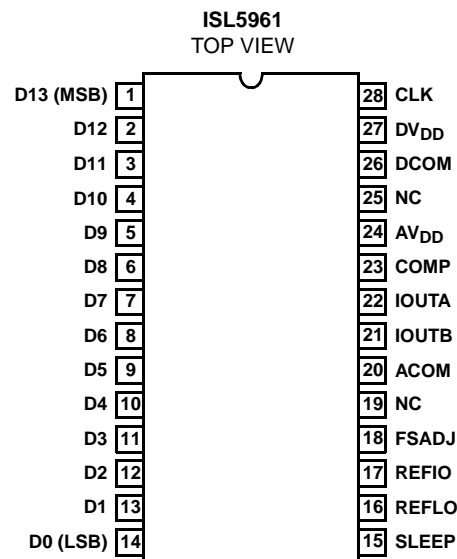 ISL5961
TOP VIEW
D13 (MSB) 1 28 CLK
D12 2 27 DVDD
D11 3 26 DCOM
D10 4 25 NC
D9 5 24 AVDD
D8 6 23 COMP
D7 7 22 IOUTA
D6 8 21 IOUTB
D5 9 20 ACOM
D4 10 19 NC
D3 11 18 FSADJ
D2 12 17 REFIO
D1 13 16 REFLO
D0 (LSB) 14 15 SLEEP